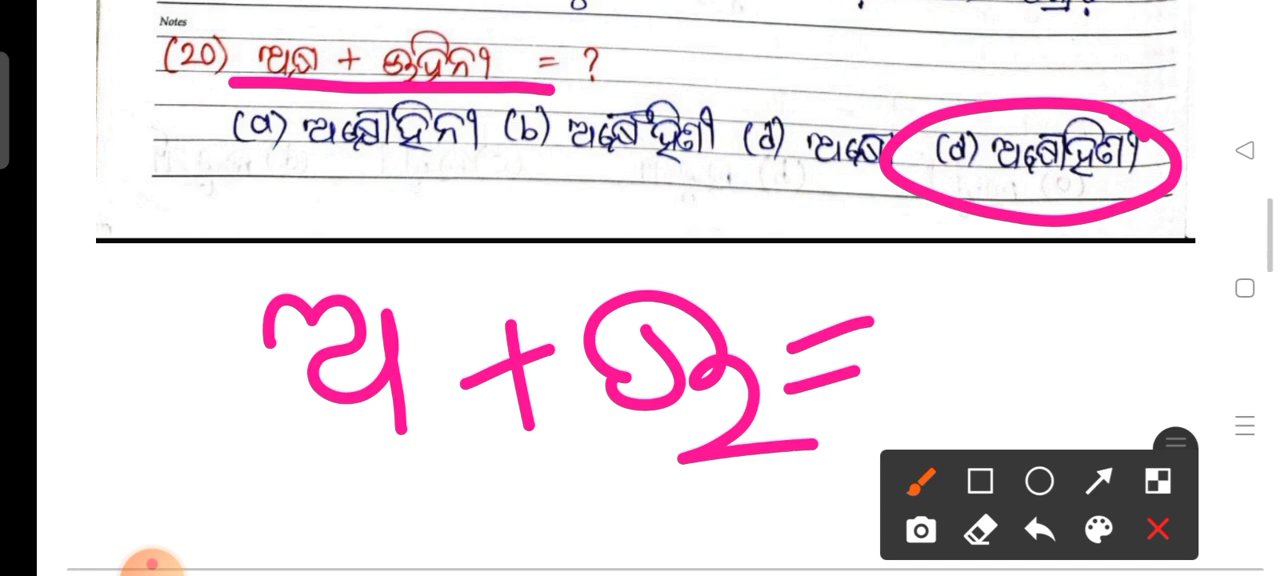 Notes
(20) ଅକ୍ଷ + ଊହିନୀ = ?
(a) ଅକ୍ଷୌହିନୀ (b) ଅକ୍ଷୈହିଣୀ (d) ଅକ୍ଷେ (d) ଅକ୍ଷୌହିଣୀ
ଅ + ଊ =